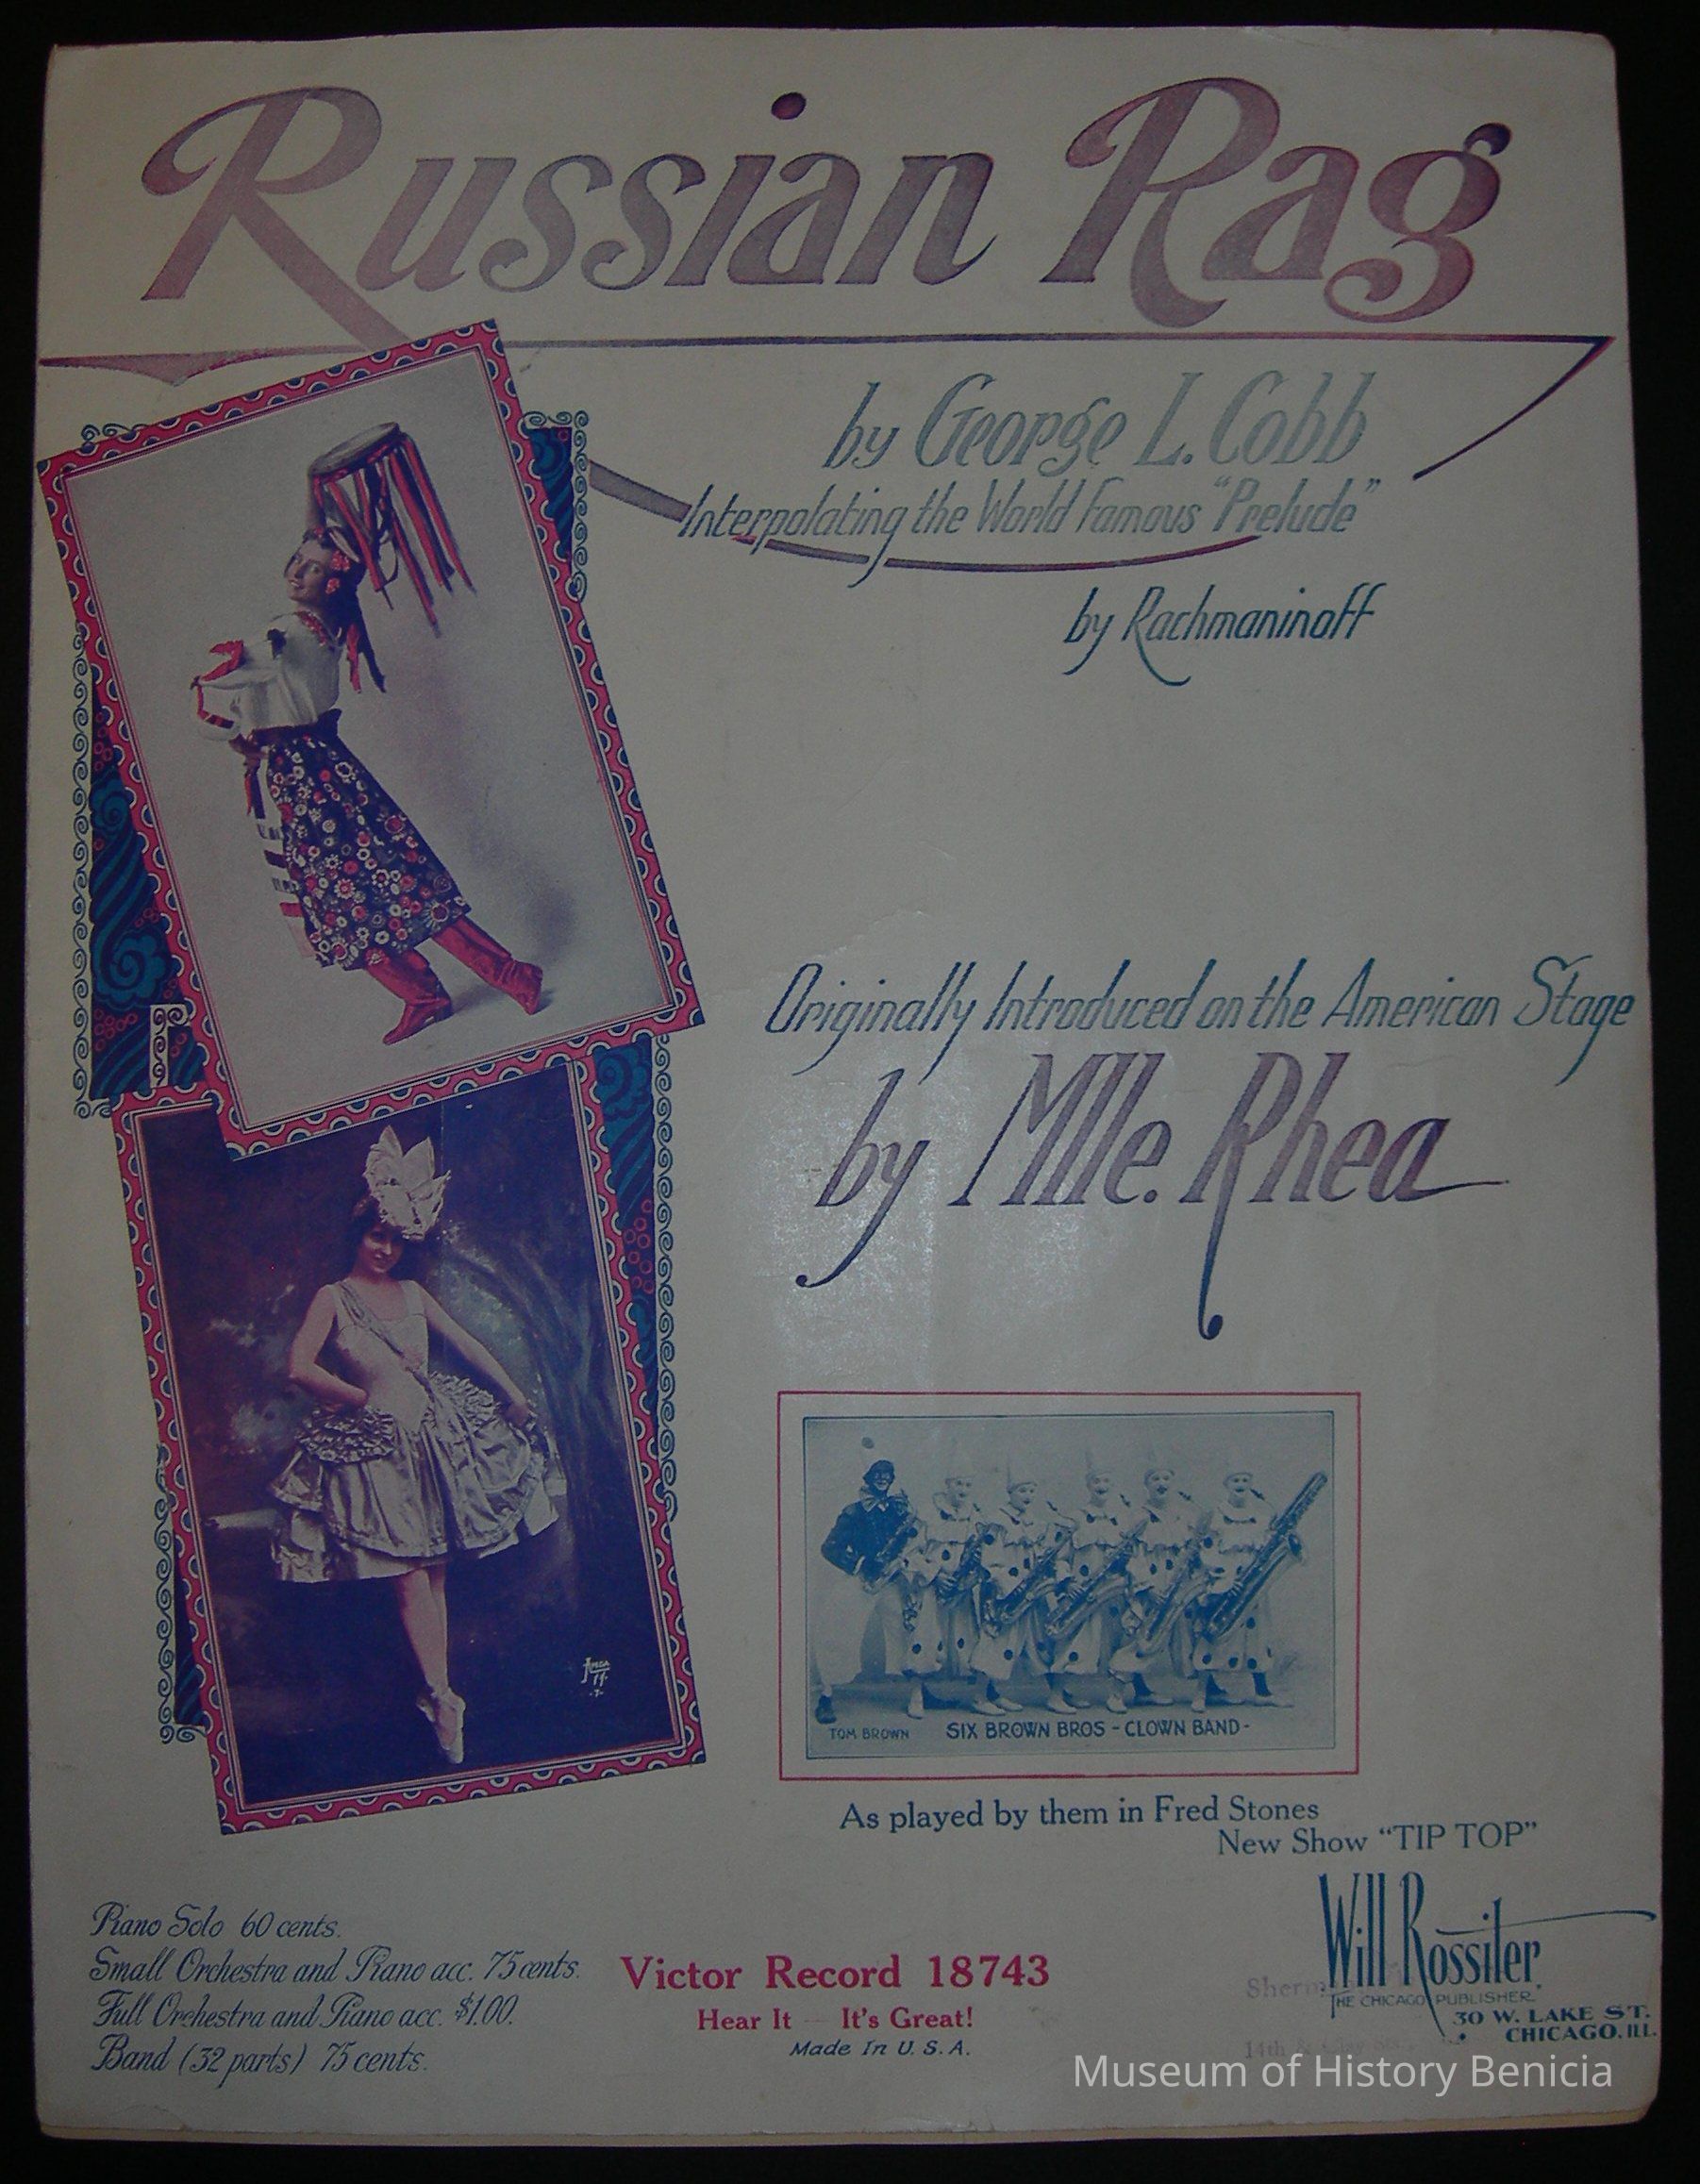 Russian Rag
by George L. Cobb
Interpolating the World Famous "Prelude"
by Rachmaninoff
Originally Introduced on the American Stage
by Mlle. Rhea
TOM BROWN SIX BROWN BROS - CLOWN BAND-
As played by them in Fred Stones
New Show "TIP TOP"
Piano Solo 60 cents.
Small Orchestra and Piano acc. 75 cents.
Full Orchestra and Piano acc. $1.00.
Band (32 parts) 75 cents.
Victor Record 18743
Hear It - It's Great!
Made In U.S.A.
Will Rossiter
THE CHICAGO PUBLISHER.
30 W. LAKE ST.
CHICAGO, ILL.
14th
Museum of History Benicia